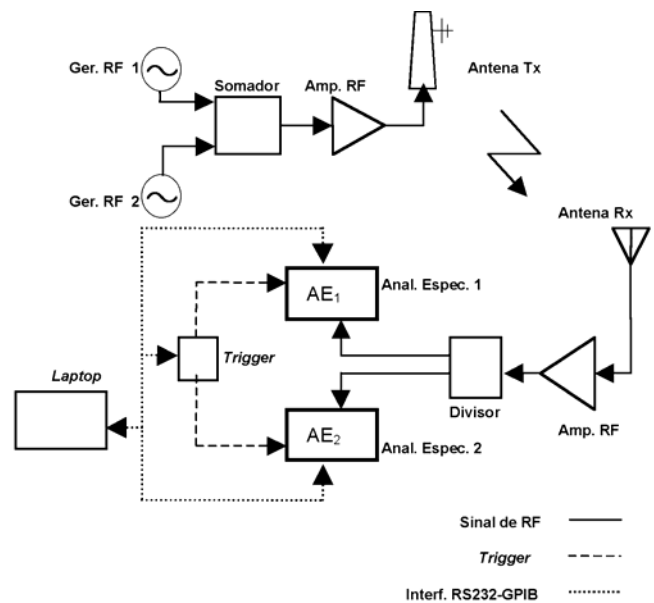 Ger. RF 1
Somador
Amp. RF
Antena Tx
Ger. RF 2
Antena Rx
AE1
Anal. Espec. 1
Trigger
Laptop
Divisor
Amp. RF
AE2
Anal. Espec. 2
Sinal de RF
Trigger
Interf. RS232-GPIB